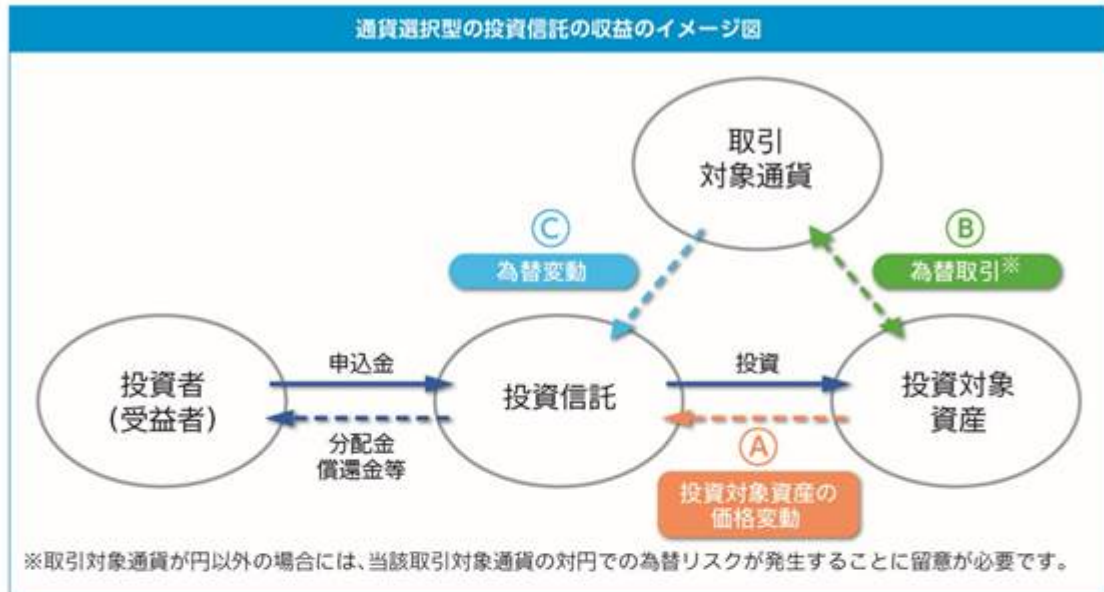 通貨選択型の投資信託の収益のイメージ図
取引
対象通貨
Ⓒ
為替変動
Ⓑ
為替取引※
投資者
(受益者)
申込金
分配金
償還金等
投資信託
投資
Ⓐ
投資対象資産の
価格変動
投資対象
資産
※取引対象通貨が円以外の場合には、当該取引対象通貨の対円での為替リスクが発生することに留意が必要です。